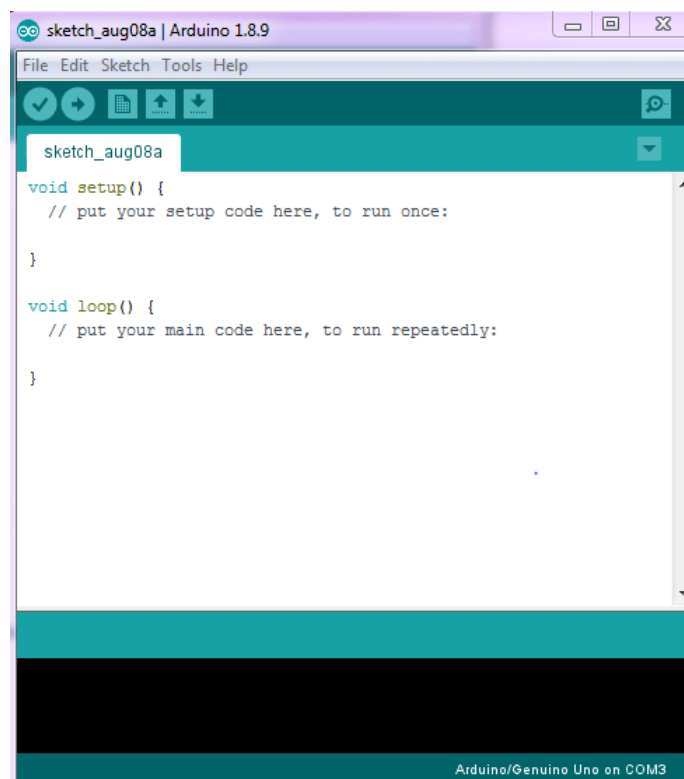 sketch_aug08a | Arduino 1.8.9
File Edit Sketch Tools Help
sketch_aug08a
void setup() {
  // put your setup code here, to run once:
}
void loop() {
  // put your main code here, to run repeatedly:
}
Arduino/Genuino Uno on COM3